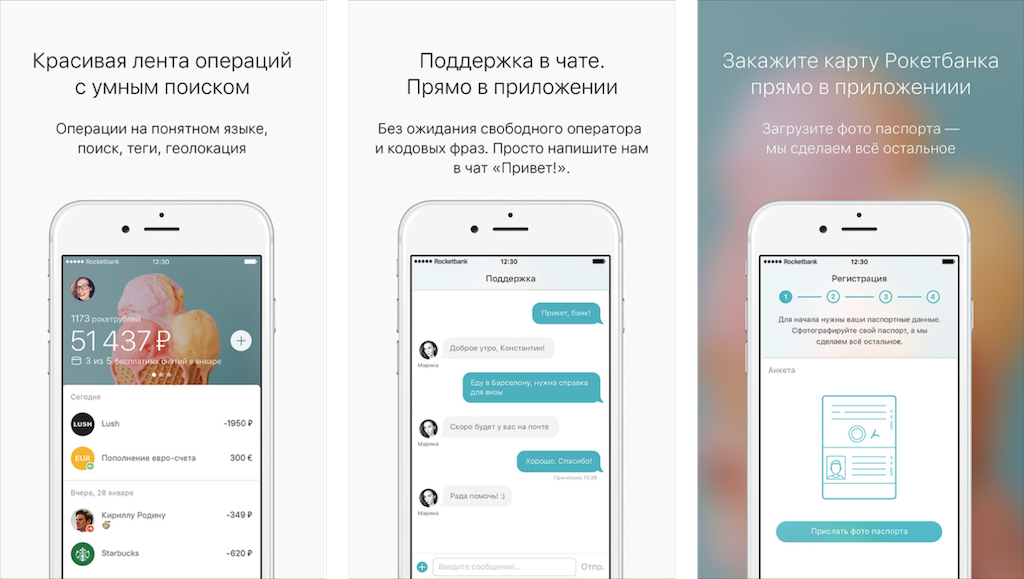 Красивая лента операций
с умным поиском
Операции на понятном языке,
поиск, теги, геолокация
Rocketbank 12:30
1173 рокетрублей
51 437 ₽
3 из 5 бесплатных снятий в январе
Сегодня
LUSH Lush -1950 ₽
EUR Пополнение евро-счета 300 €
Вчера, 28 января
Кириллу Родину -349 ₽
Starbucks -620 ₽
Поддержка в чате.
Прямо в приложении
Без ожидания свободного оператора
и кодовых фраз. Просто напишите нам
в чат «Привет!».
Rocketbank 12:30
Поддержка
Привет, банк!
Доброе утро, Константин!
Марина
Еду в Барселону, нужна справка
для визы
Скоро будет у вас на почте
Марина
Хорошо. Спасибо!
Прочитано, 12:28
Рада помочь! :)
Марина
Введите сообщение... Отпр.
Закажите карту Рокетбанка
прямо в приложениии
Загрузите фото паспорта —
мы сделаем всё остальное
Rocketbank 12:30
Регистрация
1 2 3 4
Для начала нужны ваши паспортные данные.
Сфотографируйте свой паспорт, а мы
сделаем всё остальное.
Анкета
Прислать фото паспорта